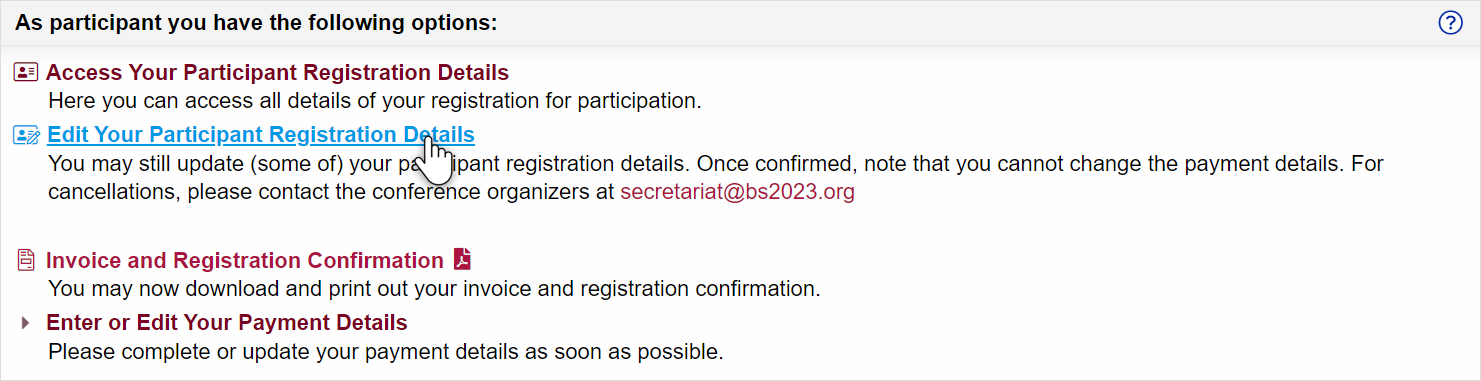 As participant you have the following options:
Access Your Participant Registration Details
Here you can access all details of your registration for participation.
Edit Your Participant Registration Details
You may still update (some of) your participant registration details. Once confirmed, note that you cannot change the payment details. For
cancellations, please contact the conference organizers at secretariat@bs2023.org
Invoice and Registration Confirmation
You may now download and print out your invoice and registration confirmation.
Enter or Edit Your Payment Details
Please complete or update your payment details as soon as possible.